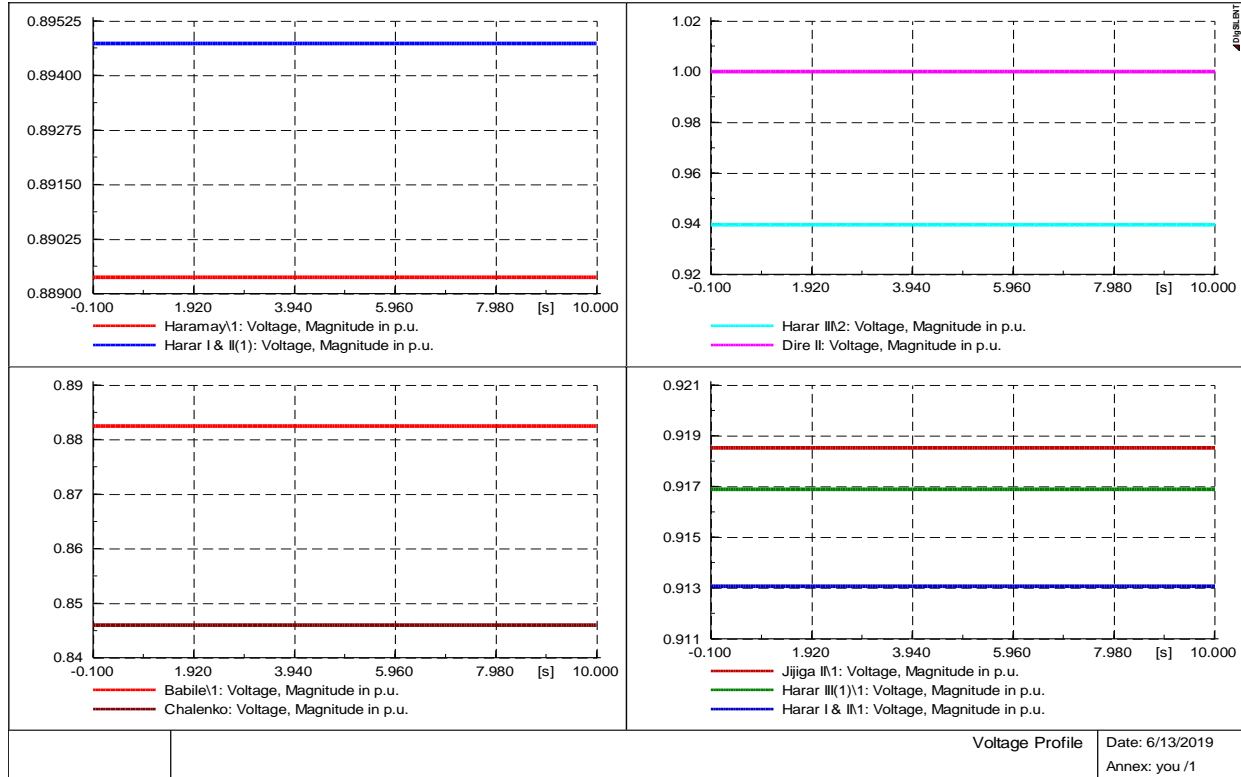 0.89525
0.89400
0.89275
0.89150
0.89025
0.88900
-0.100 1.920 3.940 5.960 7.980 [s] 10.000
Haramay\1: Voltage, Magnitude in p.u.
Harar I & II(1): Voltage, Magnitude in p.u.
DIgSILENT
1.02
1.00
0.98
0.96
0.94
0.92
-0.100 1.920 3.940 5.960 7.980 [s] 10.000
Harar III\2: Voltage, Magnitude in p.u.
Dire II: Voltage, Magnitude in p.u.
0.89
0.88
0.87
0.86
0.85
0.84
-0.100 1.920 3.940 5.960 7.980 [s] 10.000
Babile\1: Voltage, Magnitude in p.u.
Chalenko: Voltage, Magnitude in p.u.
0.921
0.919
0.917
0.915
0.913
0.911
-0.100 1.920 3.940 5.960 7.980 [s] 10.000
Jijiga II\1: Voltage, Magnitude in p.u.
Harar III(1)\1: Voltage, Magnitude in p.u.
Harar I & II\1: Voltage, Magnitude in p.u.
Voltage Profile
Date: 6/13/2019
Annex: you /1